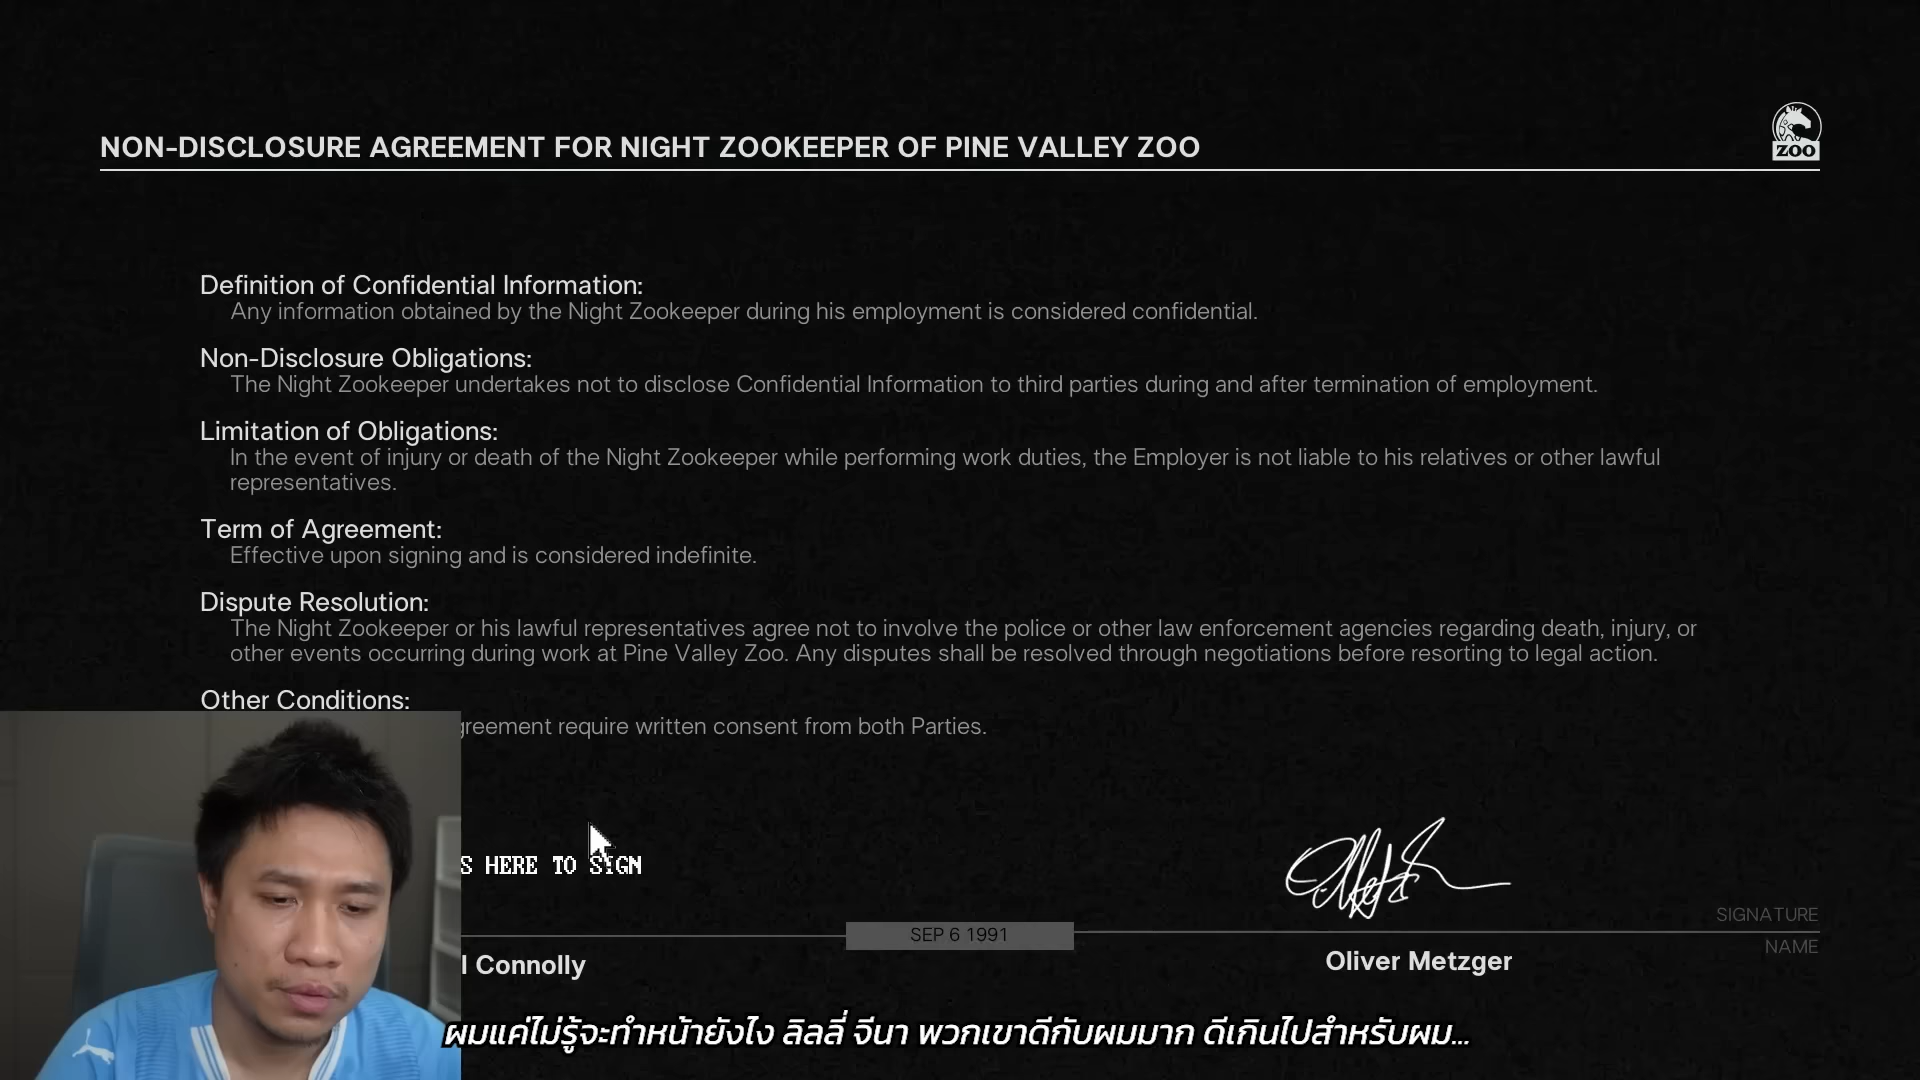 NON-DISCLOSURE AGREEMENT FOR NIGHT ZOOKEEPER OF PINE VALLEY ZOO
ZOO
Definition of Confidential Information:
Any information obtained by the Night Zookeeper during his employment is considered confidential.
Non-Disclosure Obligations:
The Night Zookeeper undertakes not to disclose Confidential Information to third parties during and after termination of employment.
Limitation of Obligations:
In the event of injury or death of the Night Zookeeper while performing work duties, the Employer is not liable to his relatives or other lawful
representatives.
Term of Agreement:
Effective upon signing and is considered indefinite.
Dispute Resolution:
The Night Zookeeper or his lawful representatives agree not to involve the police or other law enforcement agencies regarding death, injury, or
other events occurring during work at Pine Valley Zoo. Any disputes shall be resolved through negotiations before resorting to legal action.
Other Conditions:
greement require written consent from both Parties.
S HERE TO SIGN
SIGNATURE
SEP 6 1991
NAME
l Connolly
Oliver Metzger
ผมแค่ไม่รู้จะทำหน้ายังไง ลิลลี่ จีนา พวกเขาดีกับผมมาก ดีเกินไปสำหรับผม...